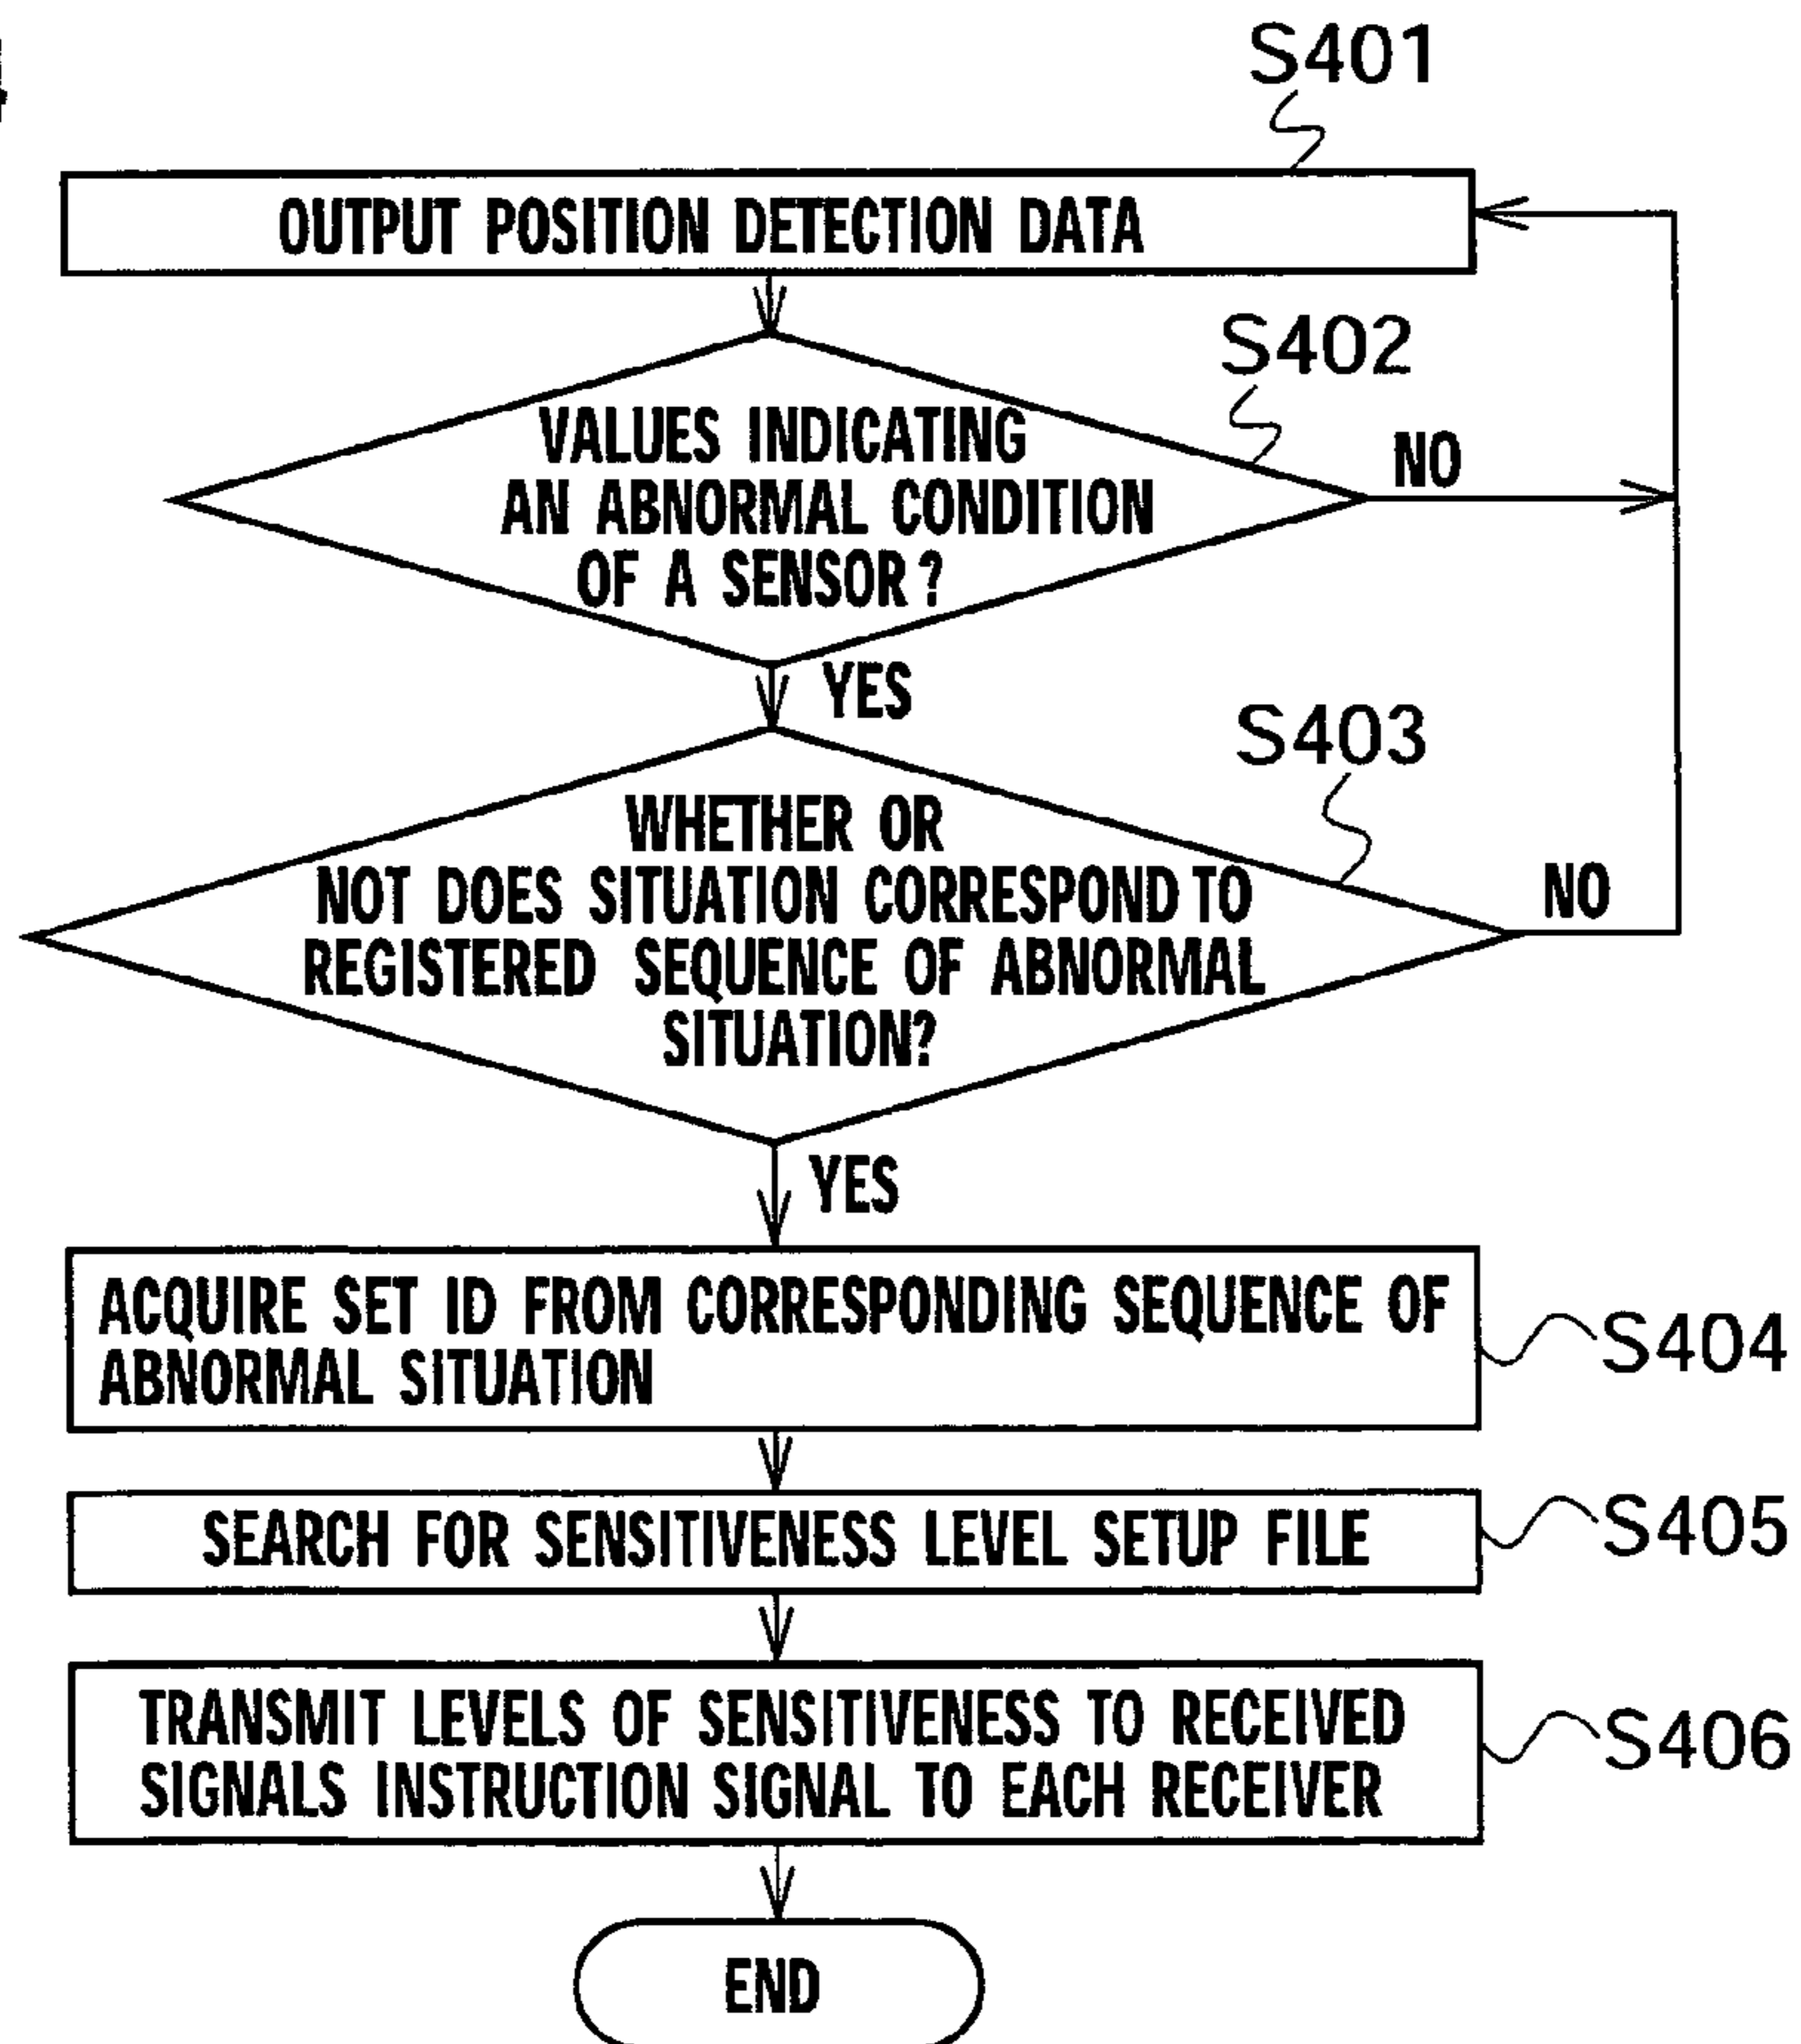 S401
OUTPUT POSITION DETECTION DATA
S402
VALUES INDICATING
AN ABNORMAL CONDITION
OF A SENSOR?
NO
YES
S403
WHETHER OR
NOT DOES SITUATION CORRESPOND TO
REGISTERED SEQUENCE OF ABNORMAL
SITUATION?
NO
YES
ACQUIRE SET ID FROM CORRESPONDING SEQUENCE OF
ABNORMAL SITUATION
S404
SEARCH FOR SENSITIVENESS LEVEL SETUP FILE
S405
TRANSMIT LEVELS OF SENSITIVENESS TO RECEIVED
SIGNALS INSTRUCTION SIGNAL TO EACH RECEIVER
S406
END